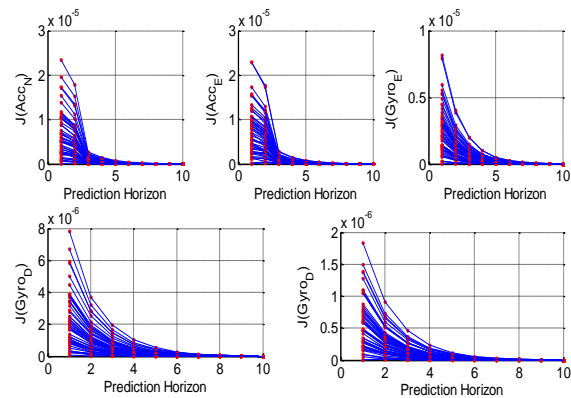 x 10⁻⁵
3
2
1
0
J(Acc_N)
0 5 10
Prediction Horizon
x 10⁻⁵
3
2
1
0
J(Acc_E)
0 5 10
Prediction Horizon
x 10⁻⁵
1
0.5
0
J(Gyro_E)
0 5 10
Prediction Horizon
x 10⁻⁶
8
6
4
2
0
J(Gyro_D)
0 2 4 6 8 10
Prediction Horizon
x 10⁻⁶
2
1.5
1
0.5
0
J(Gyro_D)
0 2 4 6 8 10
Prediction Horizon